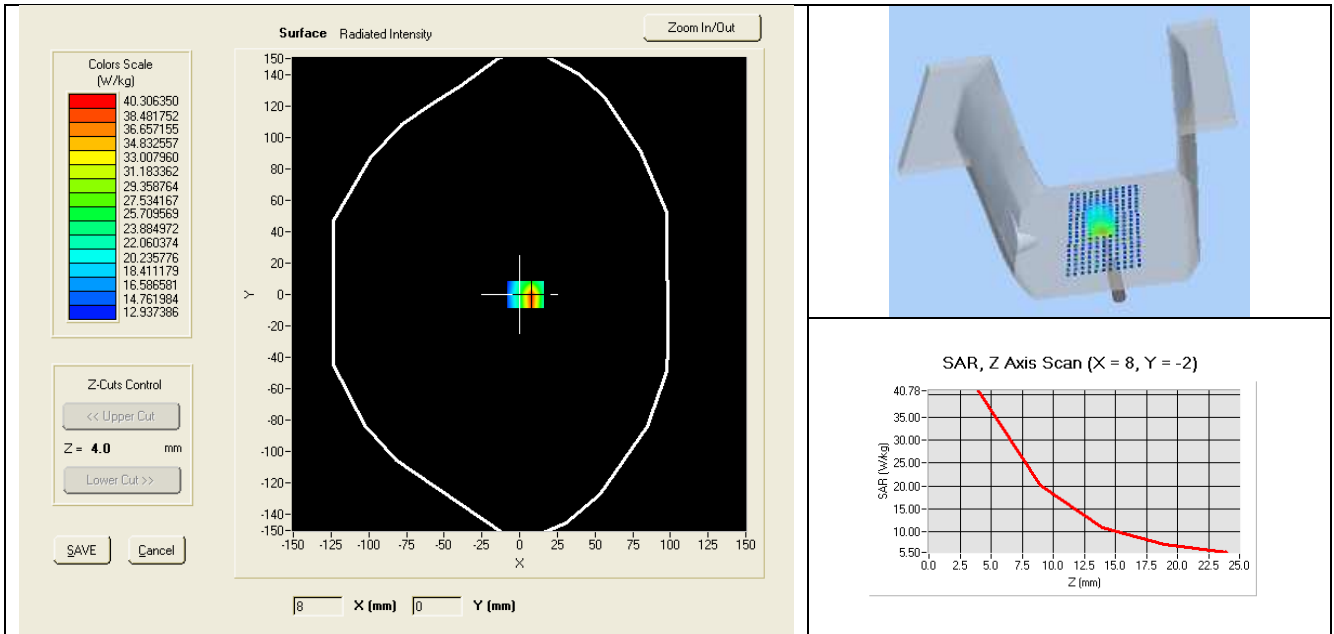 Surface Radiated Intensity
Zoom In/Out
Colors Scale
(W/kg)
40.306350
38.481752
36.657155
34.832557
33.007960
31.183362
29.358764
27.534167
25.709569
23.884972
22.060374
20.235776
18.411179
16.586581
14.761984
12.937386
Z-Cuts Control
<< Upper Cut
Z = 4.0 mm
Lower Cut >>
SAVE Cancel
150-
140-
120-
100-
80-
60-
40-
20-
0-
-20-
-40-
-60-
-80-
-100-
-120-
-140-
-150-
Y
-150 -125 -100 -75 -50 -25 0 25 50 75 100 125 150
X
8 X (mm) 0 Y (mm)
SAR, Z Axis Scan (X = 8, Y = -2)
40.78-
35.00-
30.00-
25.00-
20.00-
15.00-
10.00-
5.50-
SAR (W/kg)
0.0 2.5 5.0 7.5 10.0 12.5 15.0 17.5 20.0 22.5 25.0
Z (mm)